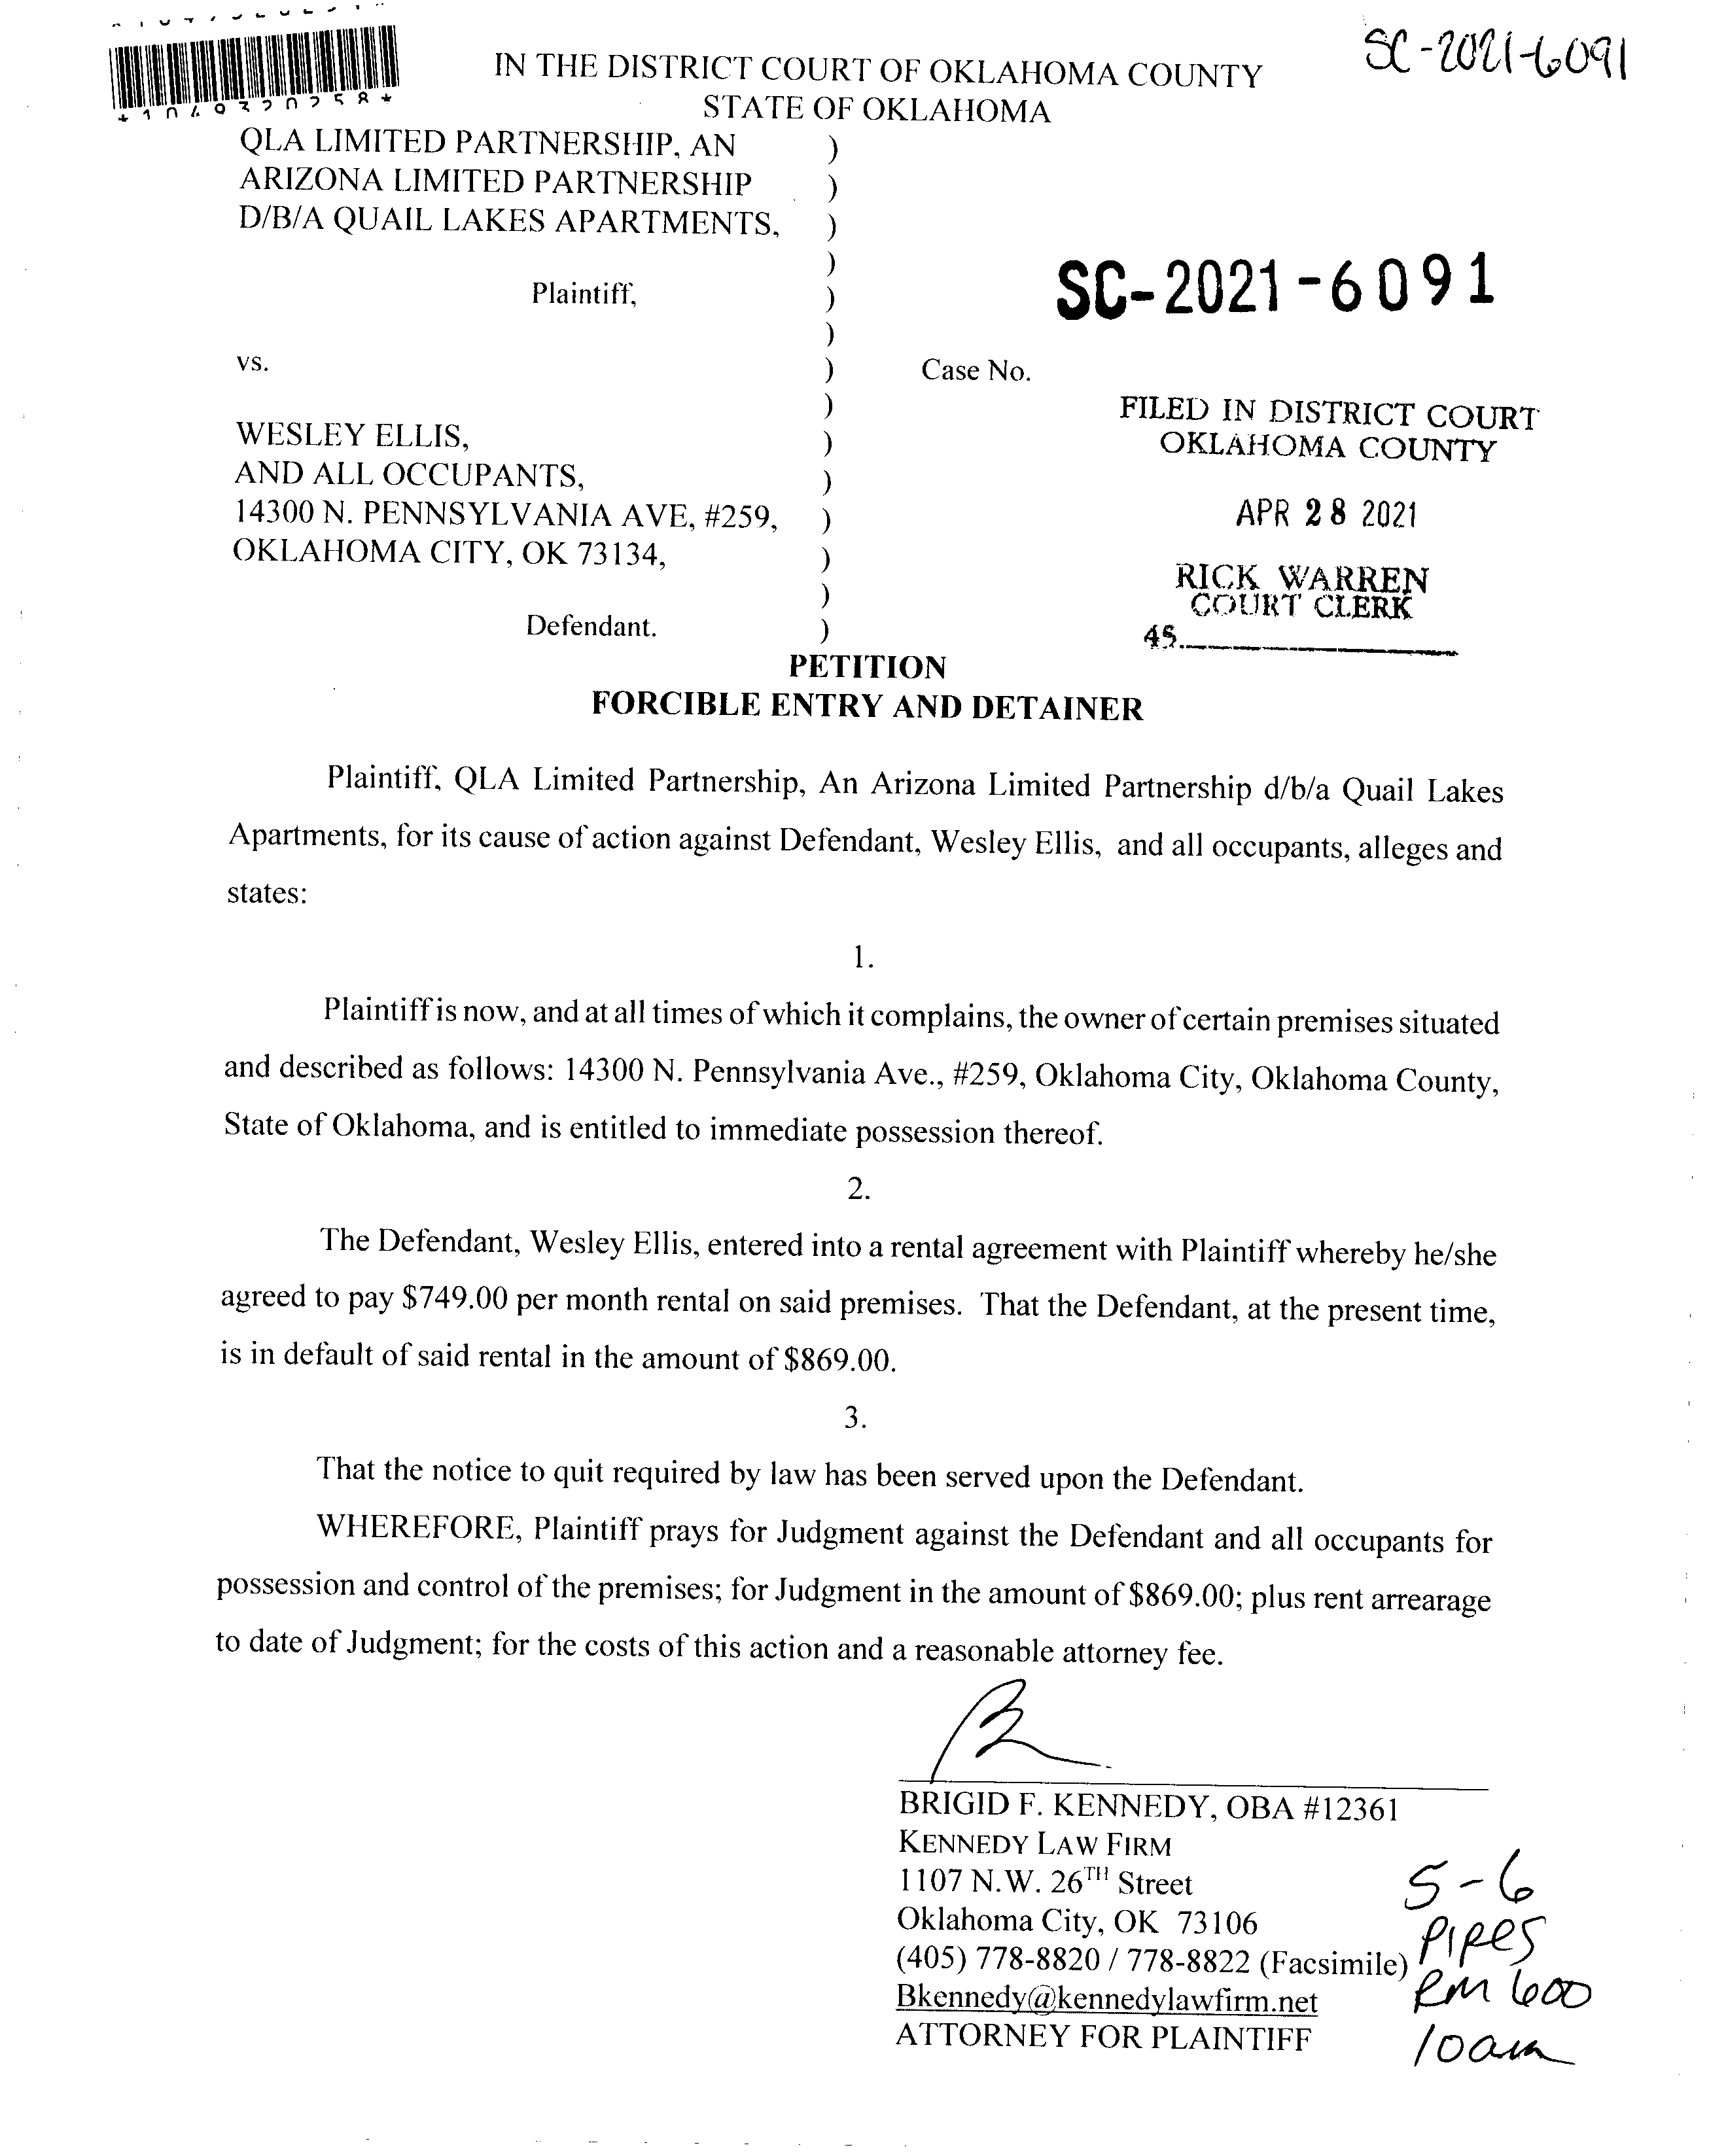 SC-2021-6091
IN THE DISTRICT COURT OF OKLAHOMA COUNTY
STATE OF OKLAHOMA
QLA LIMITED PARTNERSHIP, AN )
ARIZONA LIMITED PARTNERSHIP )
D/B/A QUAIL LAKES APARTMENTS, )
)
Plaintiff, )
)
vs. )
)
WESLEY ELLIS, )
AND ALL OCCUPANTS, )
14300 N. PENNSYLVANIA AVE, #259, )
OKLAHOMA CITY, OK 73134, )
)
Defendant. )
SC-2021-6091
Case No.
FILED IN DISTRICT COURT
OKLAHOMA COUNTY
APR 28 2021
RICK WARREN
COURT CLERK
45
PETITION
FORCIBLE ENTRY AND DETAINER
Plaintiff, QLA Limited Partnership, An Arizona Limited Partnership d/b/a Quail Lakes
Apartments, for its cause of action against Defendant, Wesley Ellis, and all occupants, alleges and
states:
1.
Plaintiff is now, and at all times of which it complains, the owner of certain premises situated
and described as follows: 14300 N. Pennsylvania Ave., #259, Oklahoma City, Oklahoma County,
State of Oklahoma, and is entitled to immediate possession thereof.
2.
The Defendant, Wesley Ellis, entered into a rental agreement with Plaintiff whereby he/she
agreed to pay $749.00 per month rental on said premises. That the Defendant, at the present time,
is in default of said rental in the amount of $869.00.
3.
That the notice to quit required by law has been served upon the Defendant.
WHEREFORE, Plaintiff prays for Judgment against the Defendant and all occupants for
possession and control of the premises; for Judgment in the amount of $869.00; plus rent arrearage
to date of Judgment; for the costs of this action and a reasonable attorney fee.
BRIGID F. KENNEDY, OBA #12361
KENNEDY LAW FIRM
1107 N.W. 26TH Street
Oklahoma City, OK 73106
(405) 778-8820 / 778-8822 (Facsimile)
Bkennedy@kennedylawfirm.net
ATTORNEY FOR PLAINTIFF
5-6
Pipes
RM 600
10am